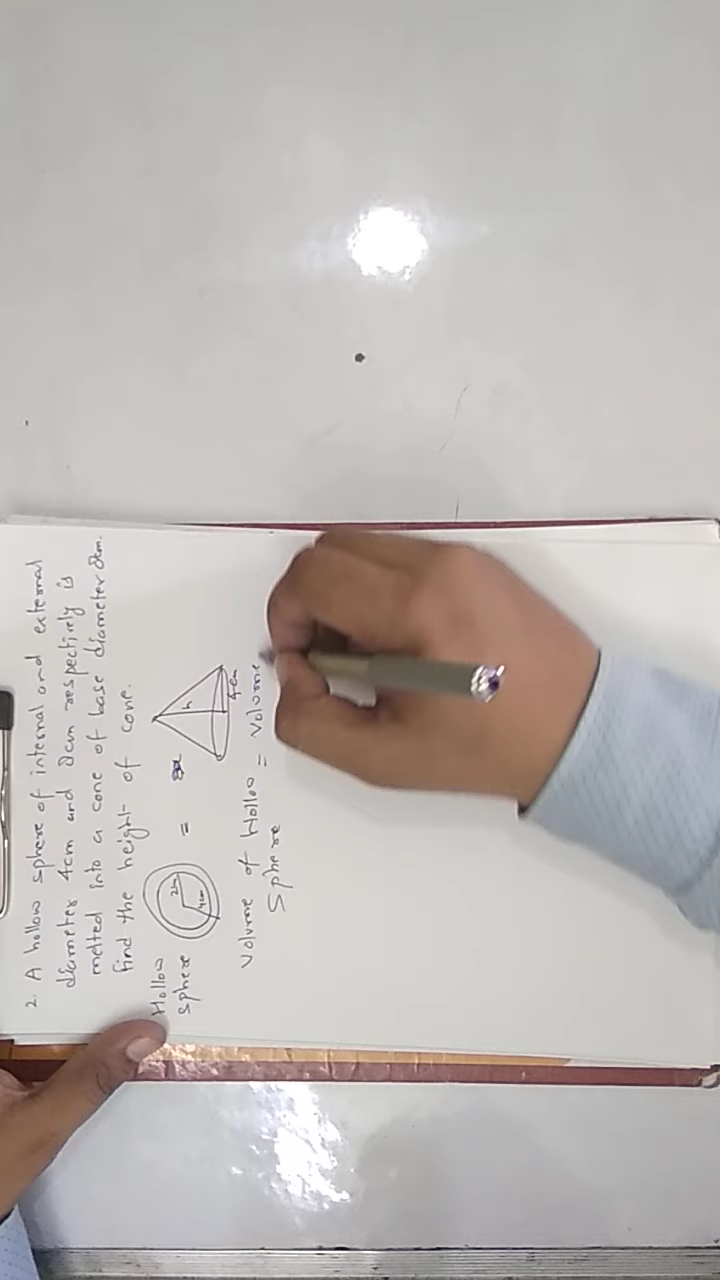 2. A hollow sphere of internal and external
diameter 4cm and 8cm respectively is
melted into a cone of base diameter 8cm.
find the height of cone.
Hollow
sphere
2cm
4cm
=
h
4cm
Volume of Hollow = Volume
Sphere